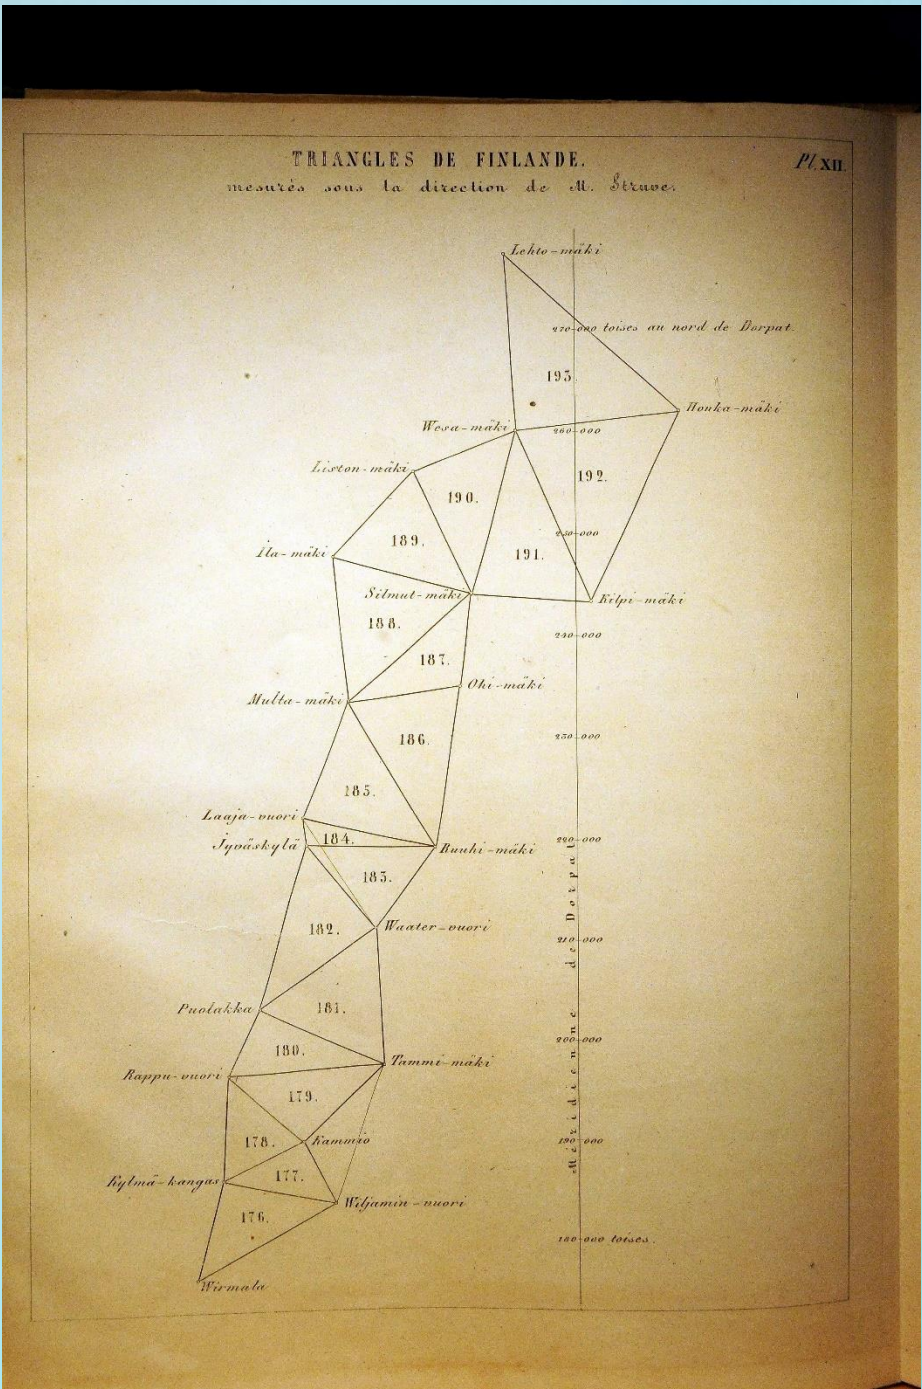 TRIANGLES DE FINLANDE.
Pl. XII.
mesurés sous la direction de M. Struve.
Lehto-mäki
270 000 toises au nord de Dorpat.
193
Honka-mäki
Wesa-mäki
260 000
Liston-mäki
192.
190.
250 000
189.
Ila-mäki
191.
Silmut-mäki
Kilpi-mäki
188.
240 000
187.
Ohi-mäki
Multa-mäki
186.
230 000
185.
Laaja-vuori
184.
220 000
Jyväskylä
Ruuhi-mäki
183.
Waater-vuori
182.
210 000
Méridienne de Dorpat
Puolakka
181.
200 000
180.
Tammi-mäki
Rappu-vuori
179.
Kammio
178.
190 000
177.
Kylmä-kangas
Wiljamin-vuori
176.
180 000 toises.
Wirmala